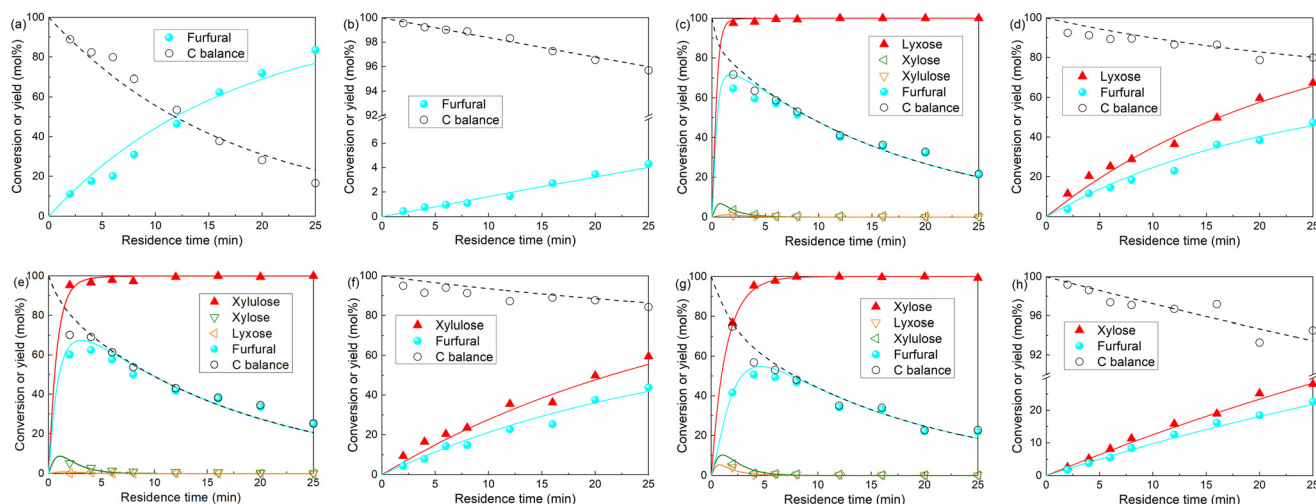 (a)
Conversion or yield (mol%)
100
80
60
40
20
0
Furfural
C balance
0 5 10 15 20 25
Residence time (min)
(b)
Conversion or yield (mol%)
100
98
96
94
92
6
4
2
0
Furfural
C balance
0 5 10 15 20 25
Residence time (min)
(c)
Conversion or yield (mol%)
100
80
60
40
20
0
Lyxose
Xylose
Xylulose
Furfural
C balance
0 5 10 15 20 25
Residence time (min)
(d)
Conversion or yield (mol%)
100
80
60
40
20
0
Lyxose
Furfural
C balance
0 5 10 15 20 25
Residence time (min)
(e)
Conversion or yield (mol%)
100
80
60
40
20
0
Xylulose
Xylose
Lyxose
Furfural
C balance
0 5 10 15 20 25
Residence time (min)
(f)
Conversion or yield (mol%)
100
80
60
40
20
0
Xylulose
Furfural
C balance
0 5 10 15 20 25
Residence time (min)
(g)
Conversion or yield (mol%)
100
80
60
40
20
0
Xylose
Lyxose
Xylose
Furfural
C balance
0 5 10 15 20 25
Residence time (min)
(h)
Conversion or yield (mol%)
100
96
92
30
20
10
0
Xylose
Furfural
C balance
0 5 10 15 20 25
Residence time (min)